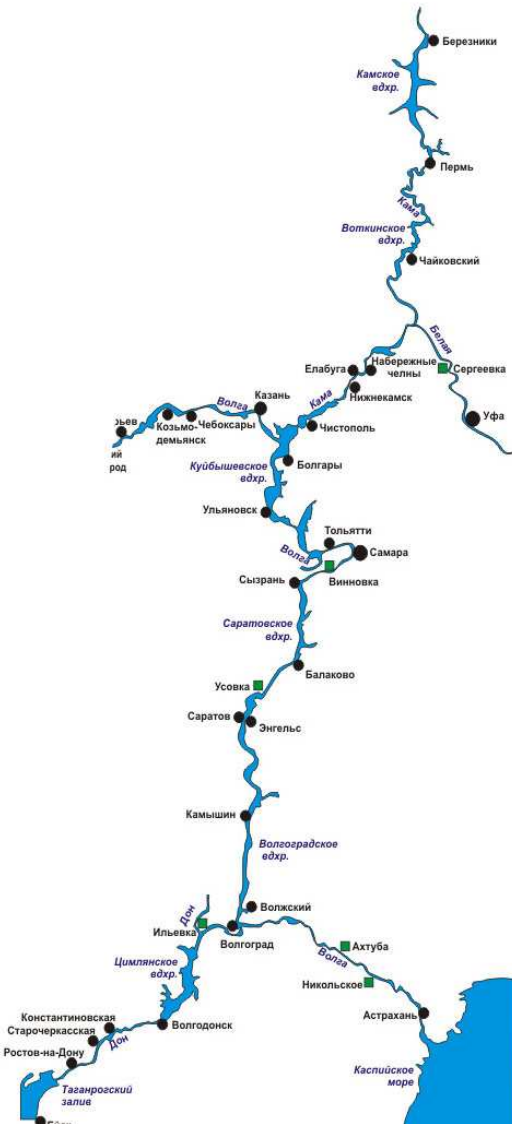 Березники
Камское
вдхр.
Пермь
Кама
Воткинское
вдхр.
Чайковский
Белая
Елабуга
Набережные
челны
Сергеевка
Нижнекамск
Казань
Волга
Кама
Уфа
Козьмо-
демьянск
Чебоксары
Чистополь
ий
род
Болгары
Куйбышевское
вдхр.
Ульяновск
Тольятти
Волга
Самара
Сызрань
Винновка
Саратовское
вдхр.
Балаково
Усовка
Саратов
Энгельс
Камышин
Волгоградское
вдхр.
Волжский
Дон
Ильевка
Волгоград
Ахтуба
Волга
Цимлянское
вдхр.
Никольское
Константиновская
Старочеркасская
Волгодонск
Астрахань
Дон
Ростов-на-Дону
Таганрогский
залив
Каспийское
море